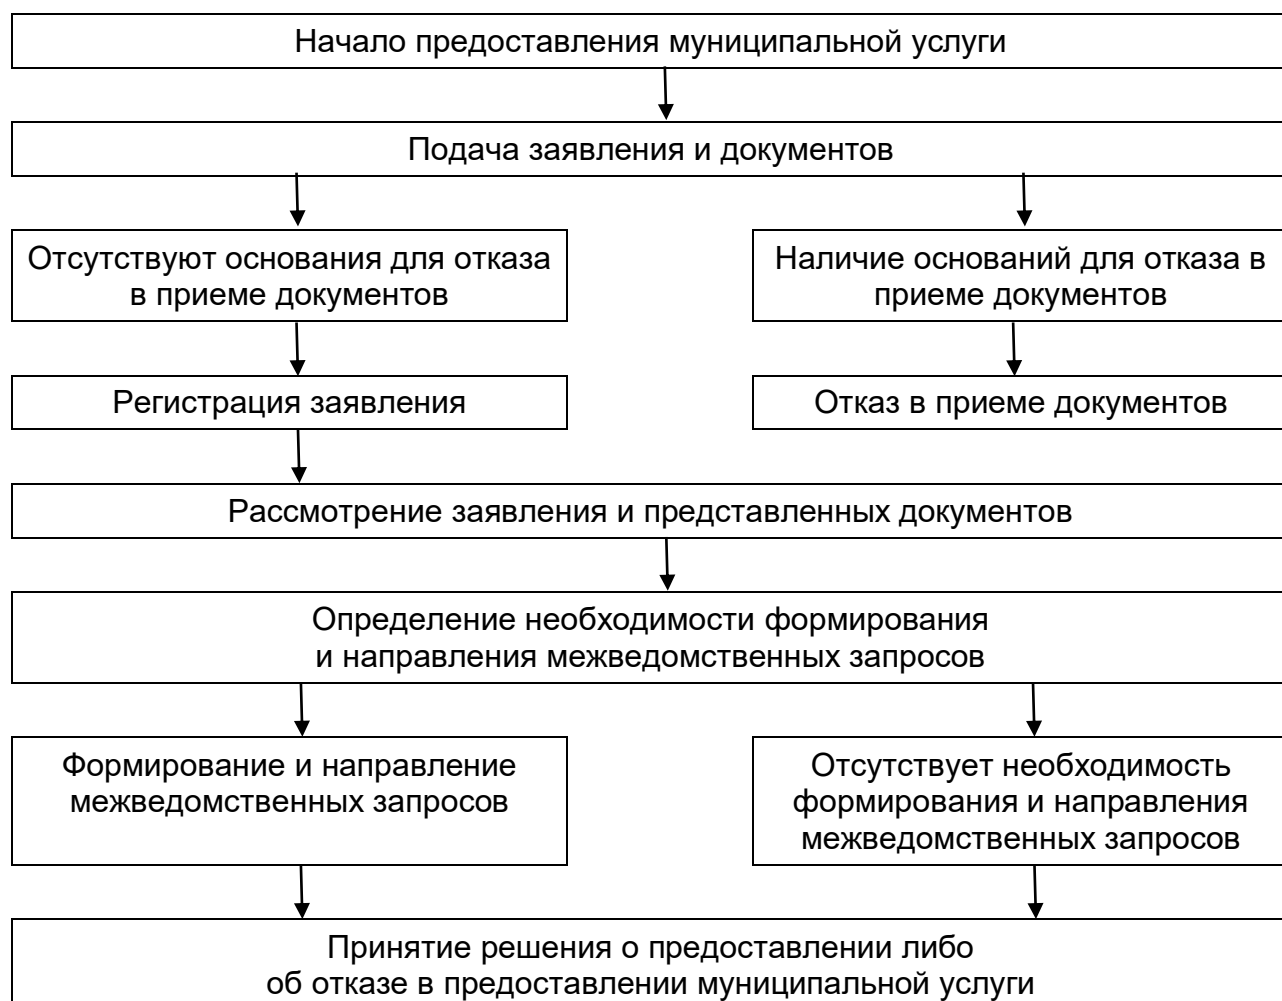 Начало предоставления муниципальной услуги
Подача заявления и документов
Отсутствуют основания для отказа
в приеме документов
Наличие оснований для отказа в
приеме документов
Регистрация заявления
Отказ в приеме документов
Рассмотрение заявления и представленных документов
Определение необходимости формирования
и направления межведомственных запросов
Формирование и направление
межведомственных запросов
Отсутствует необходимость
формирования и направления
межведомственных запросов
Принятие решения о предоставлении либо
об отказе в предоставлении муниципальной услуги